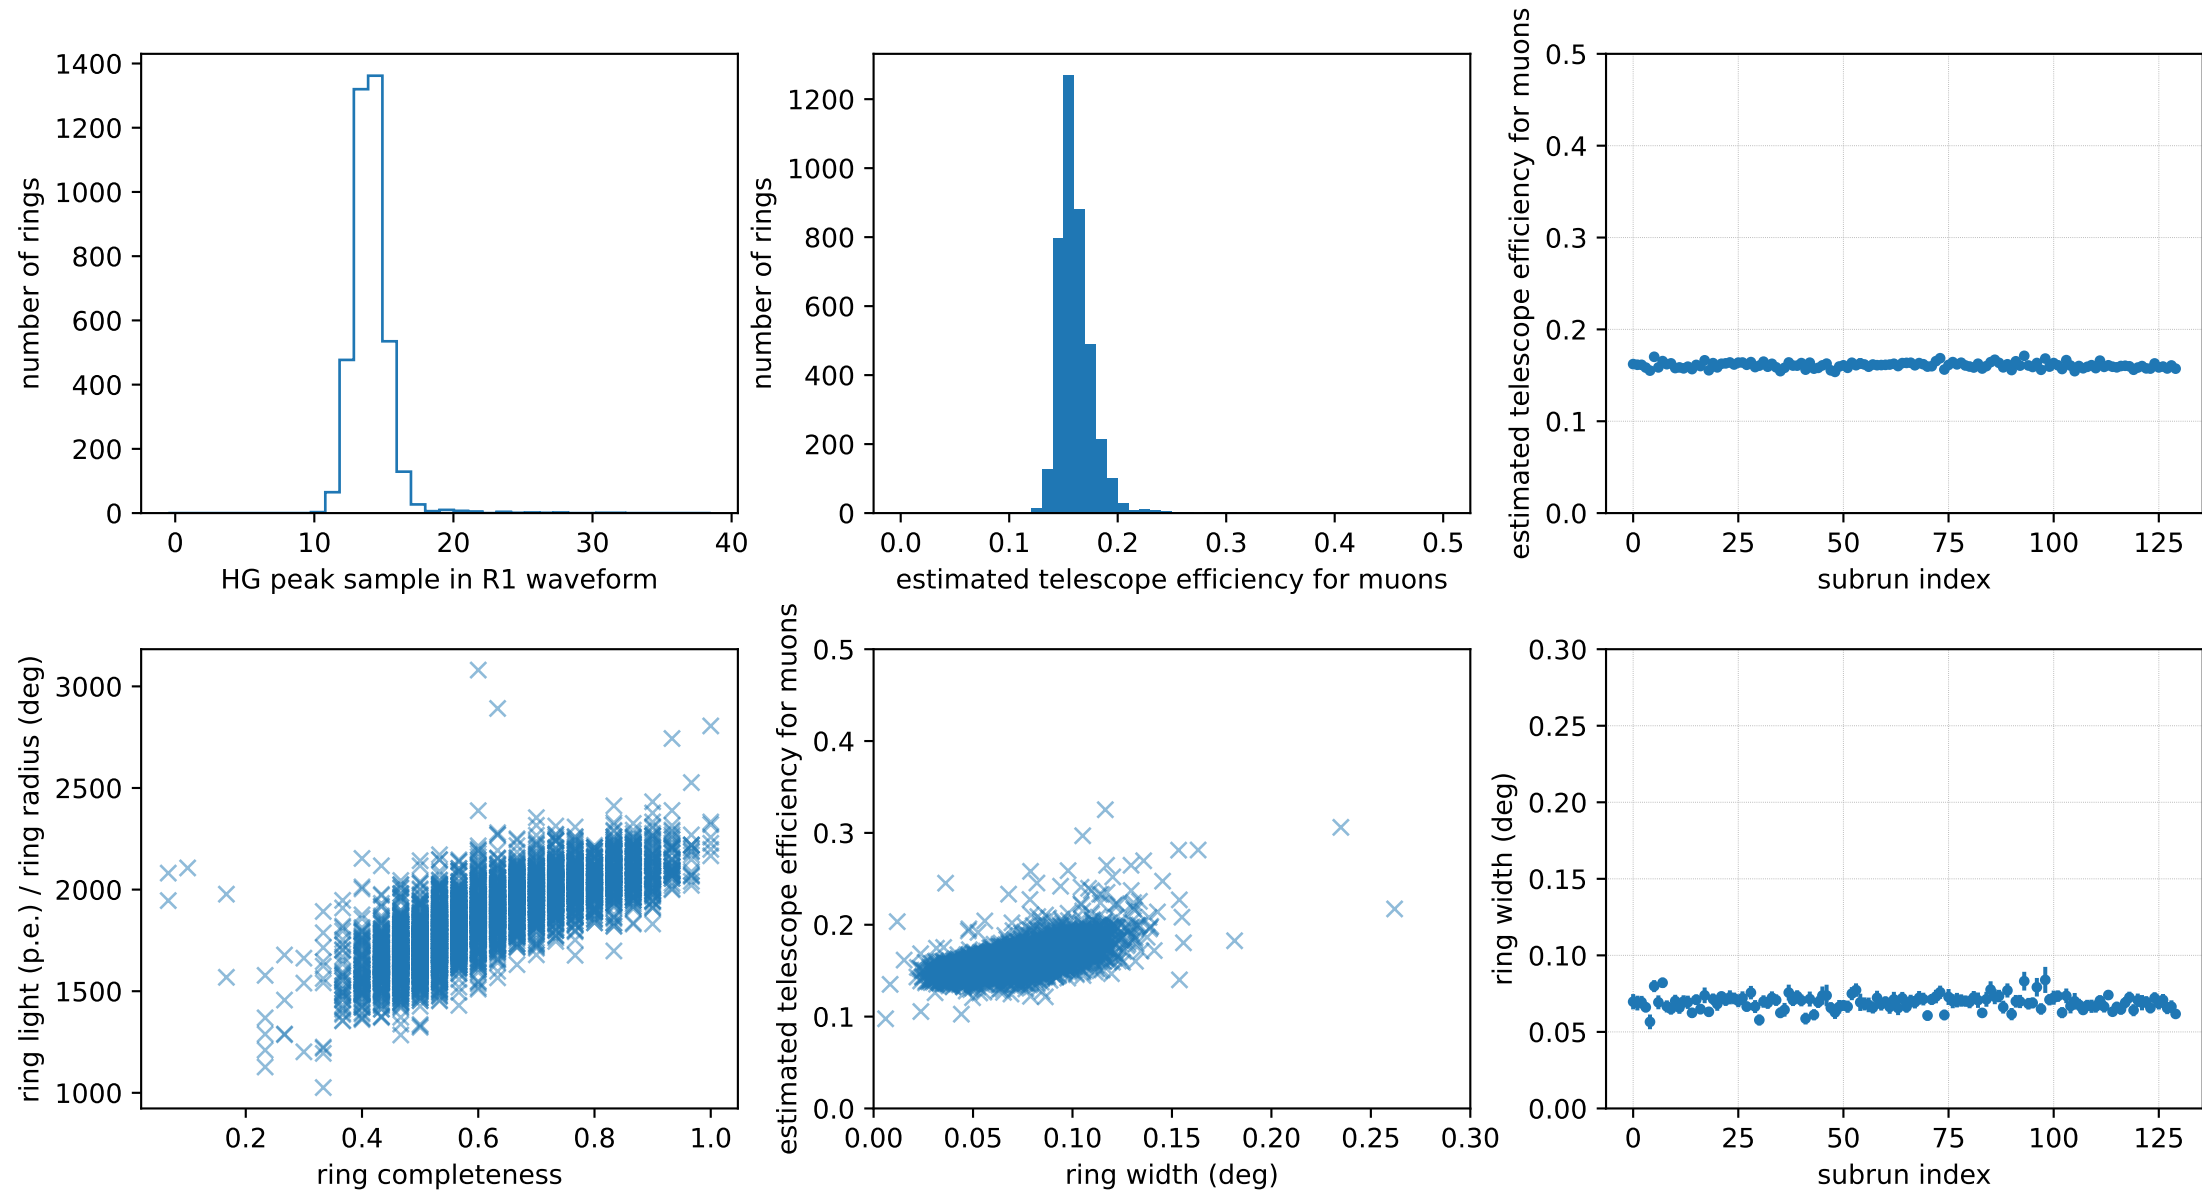 number of rings
1400
1200
1000
800
600
400
200
0
0 10 20 30 40
HG peak sample in R1 waveform
number of rings
1200
1000
800
600
400
200
0
0.0 0.1 0.2 0.3 0.4 0.5
estimated telescope efficiency for muons
estimated telescope efficiency for muons
0.5
0.4
0.3
0.2
0.1
0.0
0 25 50 75 100 125
subrun index
ring light (p.e.) / ring radius (deg)
3000
2500
2000
1500
1000
0.2 0.4 0.6 0.8 1.0
ring completeness
estimated telescope efficiency for muons
0.5
0.4
0.3
0.2
0.1
0.0
0.00 0.05 0.10 0.15 0.20 0.25 0.30
ring width (deg)
ring width (deg)
0.30
0.25
0.20
0.15
0.10
0.05
0.00
0 25 50 75 100 125
subrun index